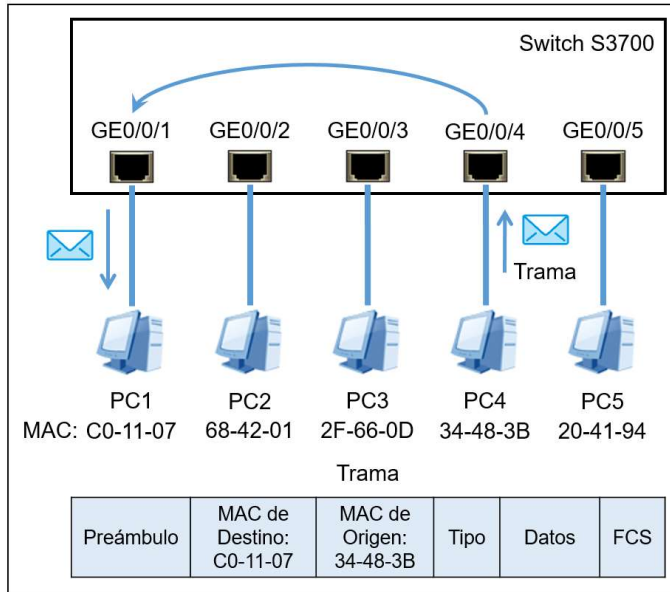 Switch S3700
GE0/0/1 GE0/0/2 GE0/0/3 GE0/0/4 GE0/0/5
Trama
PC1 PC2 PC3 PC4 PC5
MAC: C0-11-07 68-42-01 2F-66-0D 34-48-3B 20-41-94
Trama
Preámbulo
MAC de
Destino:
C0-11-07
MAC de
Origen:
34-48-3B
Tipo
Datos
FCS